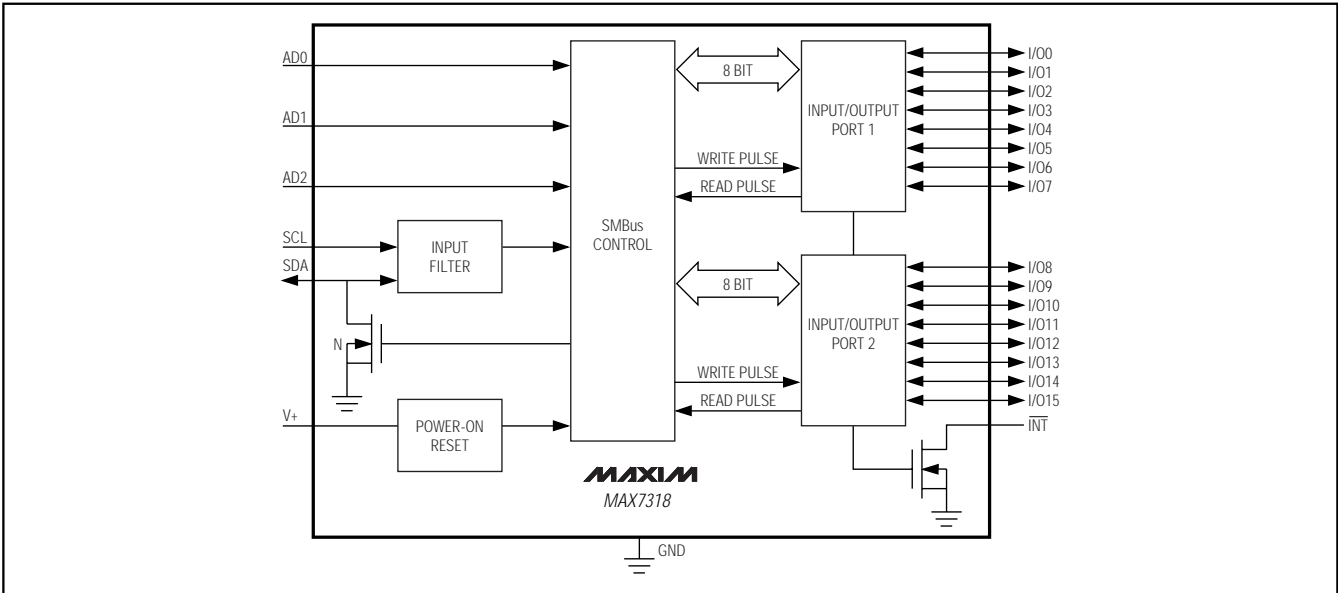 AD0
AD1
AD2
SCL
SDA
V+
INPUT
FILTER
N
POWER-ON
RESET
SMBus
CONTROL
8 BIT
WRITE PULSE
READ PULSE
8 BIT
WRITE PULSE
READ PULSE
INPUT/OUTPUT
PORT 1
INPUT/OUTPUT
PORT 2
I/O0
I/O1
I/O2
I/O3
I/O4
I/O5
I/O6
I/O7
I/O8
I/O9
I/O10
I/O11
I/O12
I/O13
I/O14
I/O15
INT
MAXIM
MAX7318
GND